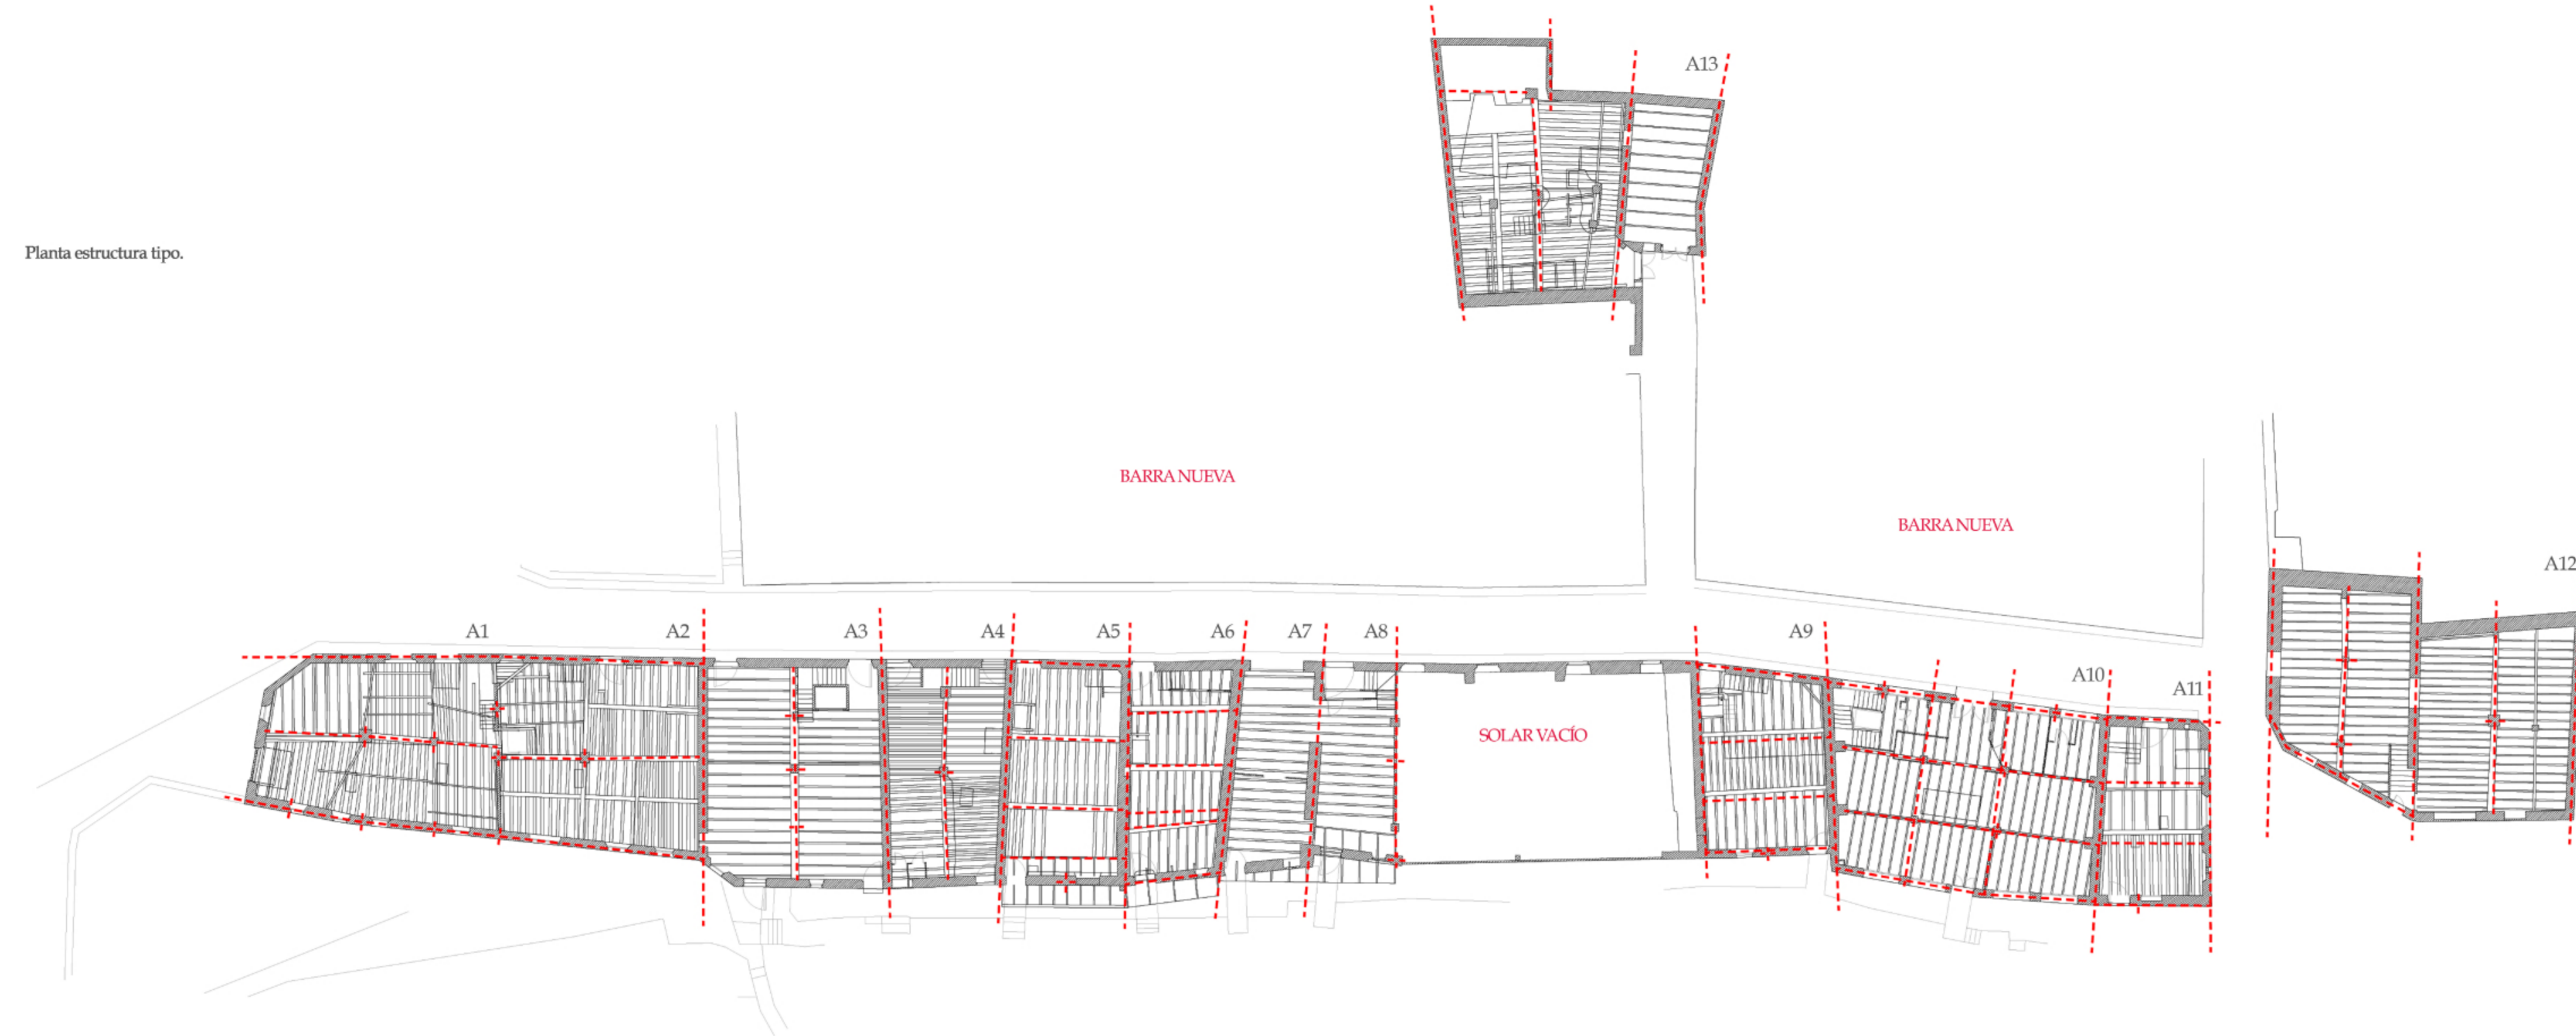 A13
Planta estructura tipo.
BARRA NUEVA
BARRA NUEVA
A12
A1
A2
A3
A4
A5
A6
A7
A8
A9
A10
A11
SOLAR VACÍO